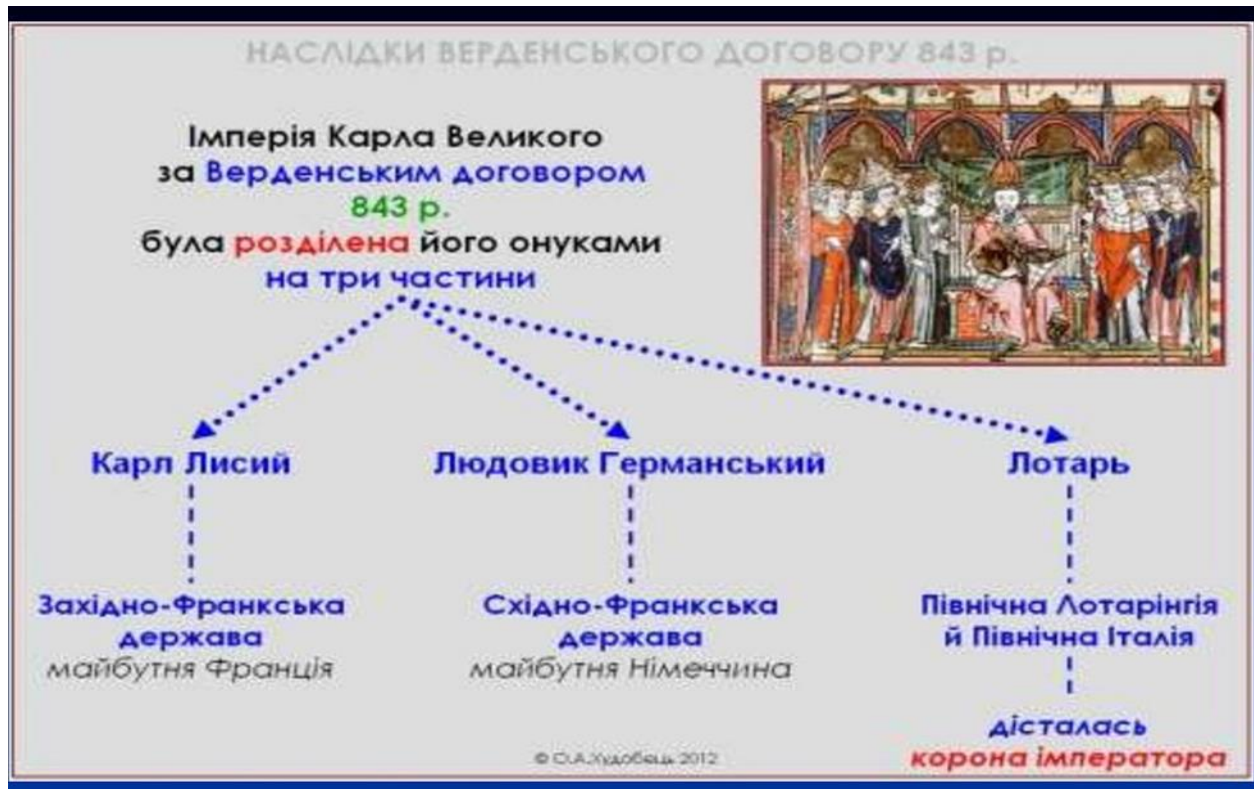 НАСЛІДКИ ВЕРДЕНСЬКОГО ДОГОВОРУ 843 р.
Імперія Карла Великого
за Верденським договором
843 р.
була розділена його онуками
на три частини
Карл Лисий
Людовик Германський
Лотарь
Західно-Франкська
держава
майбутня Франція
Східно-Франкська
держава
майбутня Німеччина
Північна Лотарінгія
й Північна Італія
дісталась
корона імператора
© О.А.Худобець 2012